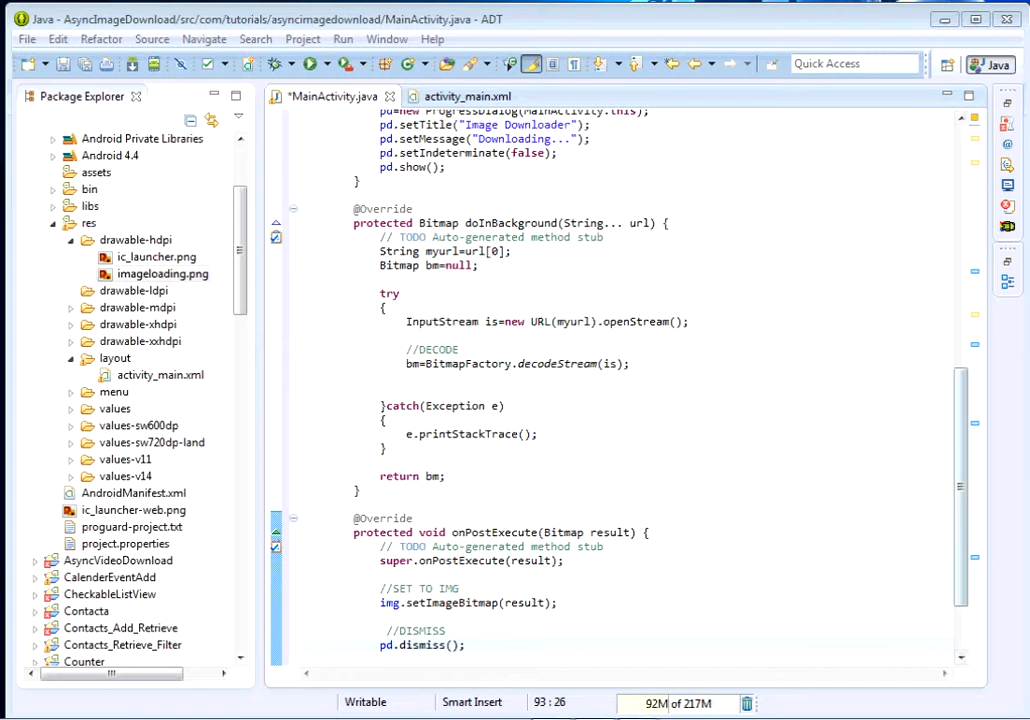 Java - AsyncImageDownload/src/com/tutorials/asyncimagedownload/MainActivity.java - ADT
File Edit Refactor Source Navigate Search Project Run Window Help
Quick Access
Java
Package Explorer
Android Private Libraries
Android 4.4
assets
bin
libs
res
drawable-hdpi
ic_launcher.png
imageloading.png
drawable-ldpi
drawable-mdpi
drawable-xhdpi
drawable-xxhdpi
layout
activity_main.xml
menu
values
values-sw600dp
values-sw720dp-land
values-v11
values-v14
AndroidManifest.xml
ic_launcher-web.png
proguard-project.txt
project.properties
AsyncVideoDownload
CalenderEventAdd
CheckableListView
Contacta
Contacts_Add_Retrieve
Contacts_Retrieve_Filter
Counter
*MainActivity.java
activity_main.xml
pd=new ProgressDialog(MainActivity.this);
pd.setTitle("Image Downloader");
pd.setMessage("Downloading...");
pd.setIndeterminate(false);
pd.show();
}
@Override
protected Bitmap doInBackground(String... url) {
// TODO Auto-generated method stub
String myurl=url[0];
Bitmap bm=null;
try
{
InputStream is=new URL(myurl).openStream();
//DECODE
bm=BitmapFactory.decodeStream(is);
}catch(Exception e)
{
e.printStackTrace();
}
return bm;
}
@Override
protected void onPostExecute(Bitmap result) {
// TODO Auto-generated method stub
super.onPostExecute(result);
//SET TO IMG
img.setImageBitmap(result);
//DISMISS
pd.dismiss();
Writable
Smart Insert
93 : 26
92M of 217M